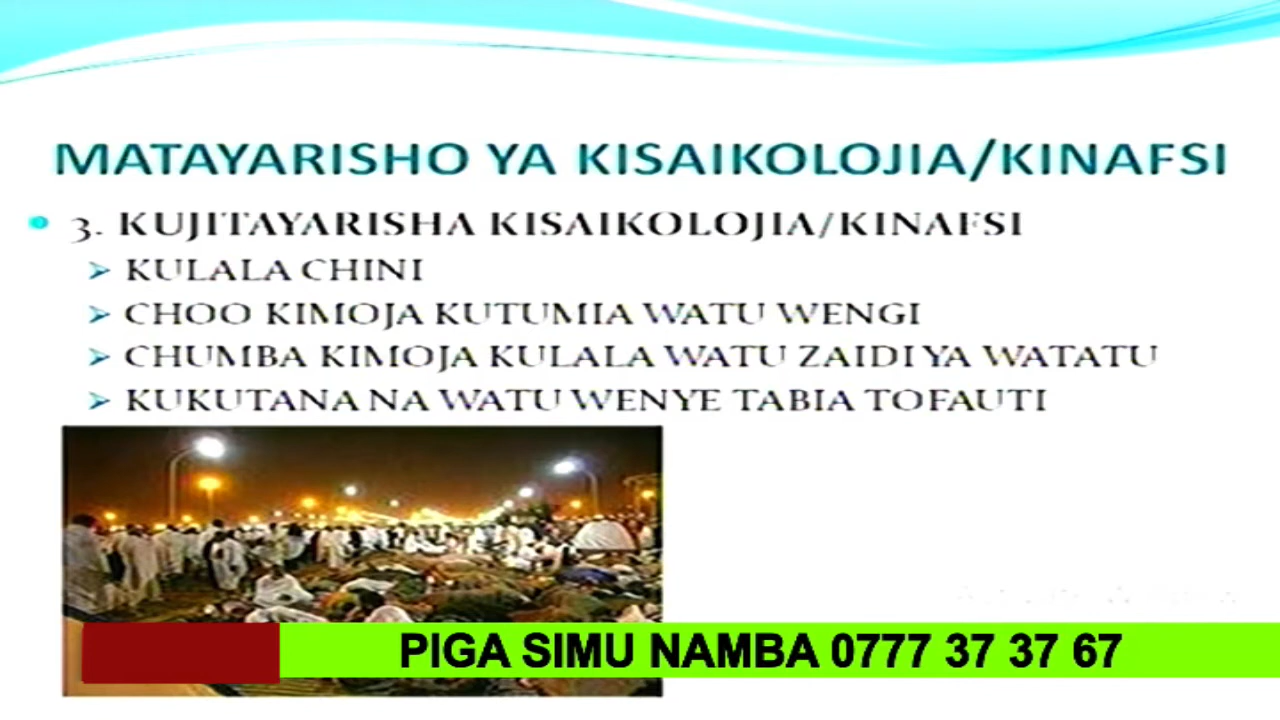 MATAYARISHO YA KISAIKOLOJIA/KINAFSI
3. KUJITAYARISHA KISAIKOLOJIA/KINAFSI
KULALA CHINI
CHOO KIMOJA KUTUMIA WATU WENGI
CHUMBA KIMOJA KULALA WATU ZAIDI YA WATATU
KUKUTANA NA WATU WENYE TABIA TOFAUTI
PIGA SIMU NAMBA 0777 37 37 67